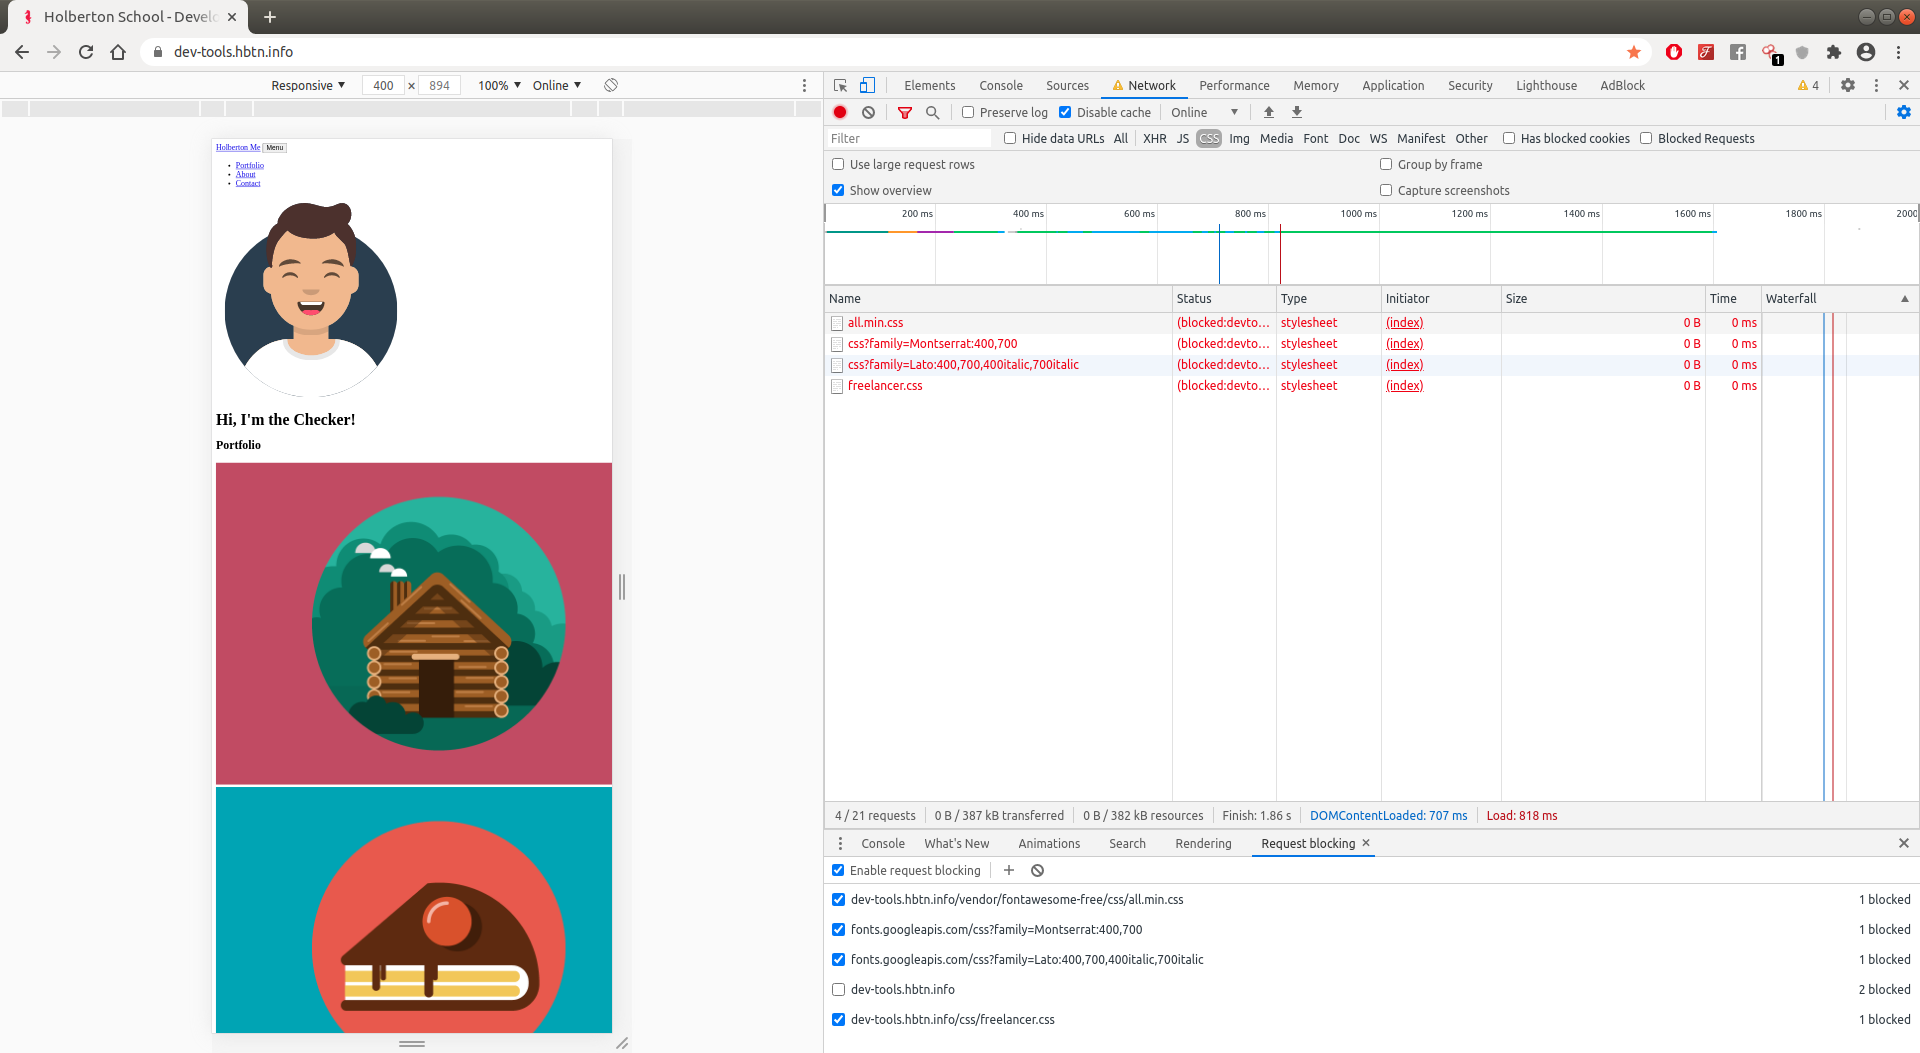 Holberton School - Develo
dev-tools.hbtn.info
1
Responsive 400 × 894 100% Online
Elements Console Sources Network Performance Memory Application Security Lighthouse AdBlock 4
Preserve log Disable cache Online
Filter Hide data URLs All XHR JS CSS Img Media Font Doc WS Manifest Other Has blocked cookies Blocked Requests
Use large request rows Group by frame
Show overview Capture screenshots
200 ms 400 ms 600 ms 800 ms 1000 ms 1200 ms 1400 ms 1600 ms 1800 ms 2000
Name Status Type Initiator Size Time Waterfall
all.min.css (blocked:devto... stylesheet (index) 0 B 0 ms
css?family=Montserrat:400,700 (blocked:devto... stylesheet (index) 0 B 0 ms
css?family=Lato:400,700,400italic,700italic (blocked:devto... stylesheet (index) 0 B 0 ms
freelancer.css (blocked:devto... stylesheet (index) 0 B 0 ms
4 / 21 requests 0 B / 387 kB transferred 0 B / 382 kB resources Finish: 1.86 s DOMContentLoaded: 707 ms Load: 818 ms
Console What's New Animations Search Rendering Request blocking
Enable request blocking
dev-tools.hbtn.info/vendor/fontawesome-free/css/all.min.css 1 blocked
fonts.googleapis.com/css?family=Montserrat:400,700 1 blocked
fonts.googleapis.com/css?family=Lato:400,700,400italic,700italic 1 blocked
dev-tools.hbtn.info 2 blocked
dev-tools.hbtn.info/css/freelancer.css 1 blocked
Holberton Me Menu
Portfolio
About
Contact
Hi, I'm the Checker!
Portfolio